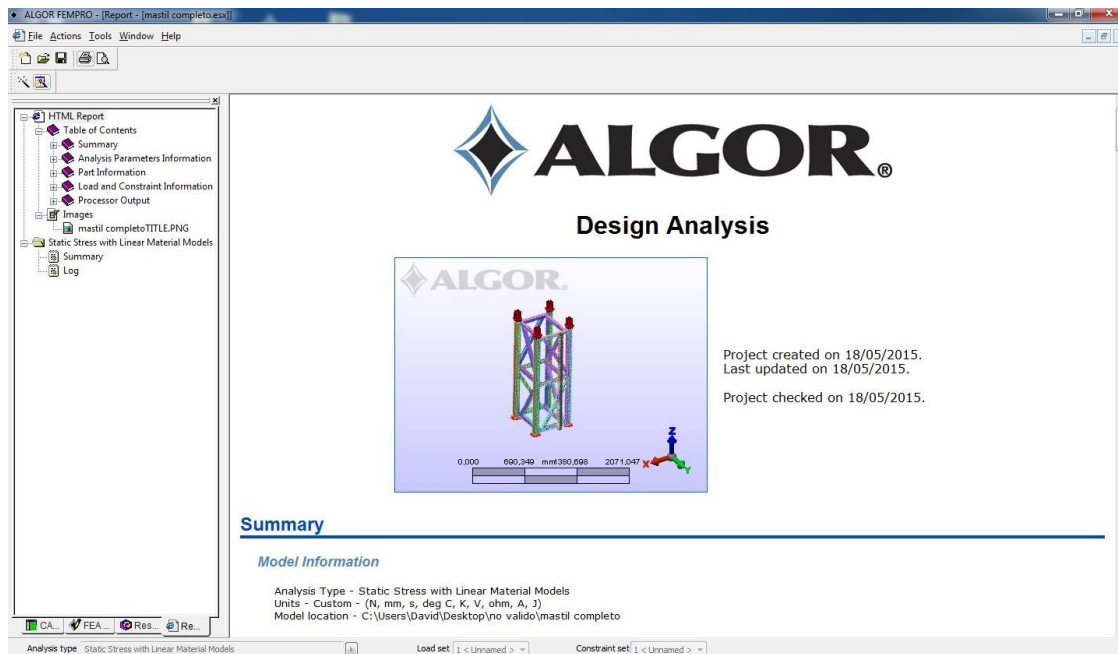 ALGOR FEMPRO - [Report - [mastil completo.esx]]
File Actions Tools Window Help
HTML Report
Table of Contents
Summary
Analysis Parameters Information
Part Information
Load and Constraint Information
Processor Output
Images
mastil completoTITLE.PNG
Static Stress with Linear Material Models
Summary
Log
ALGOR®
Design Analysis
ALGOR.
0,000 690,349 mm1380,698 2071,047
Z
X
Y
Project created on 18/05/2015.
Last updated on 18/05/2015.
Project checked on 18/05/2015.
Summary
Model Information
Analysis Type - Static Stress with Linear Material Models
Units - Custom - (N, mm, s, deg C, K, V, ohm, A, J)
Model location - C:\Users\David\Desktop\no valido\mastil completo
CA... FEA ... Res... Re...
Analysis type Static Stress with Linear Material Models Load set 1 < Unnamed > Constraint set 1 < Unnamed >